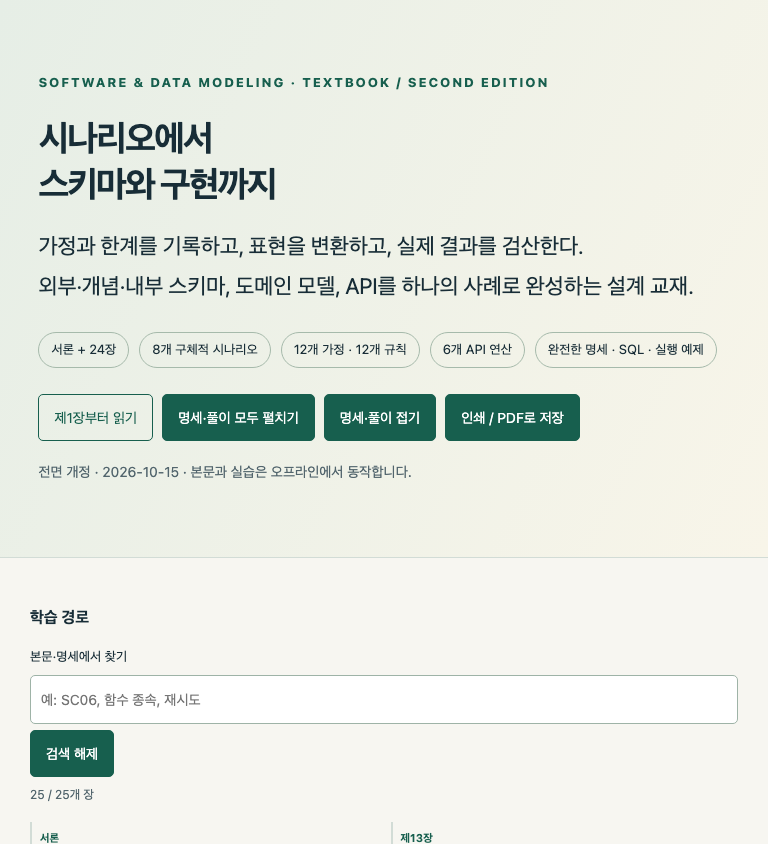 SOFTWARE & DATA MODELING · TEXTBOOK / SECOND EDITION
시나리오에서
스키마와 구현까지
가정과 한계를 기록하고, 표현을 변환하고, 실제 결과를 검산한다.
외부·개념·내부 스키마, 도메인 모델, API를 하나의 사례로 완성하는 설계 교재.
서론 + 24장
8개 구체적 시나리오
12개 가정 · 12개 규칙
6개 API 연산
완전한 명세 · SQL · 실행 예제
제1장부터 읽기
명세·풀이 모두 펼치기
명세·풀이 접기
인쇄 / PDF로 저장
전면 개정 · 2026-10-15 · 본문과 실습은 오프라인에서 동작합니다.
학습 경로
본문·명세에서 찾기
예: SC06, 함수 종속, 재시도
검색 해제
25 / 25개 장
서론
제13장